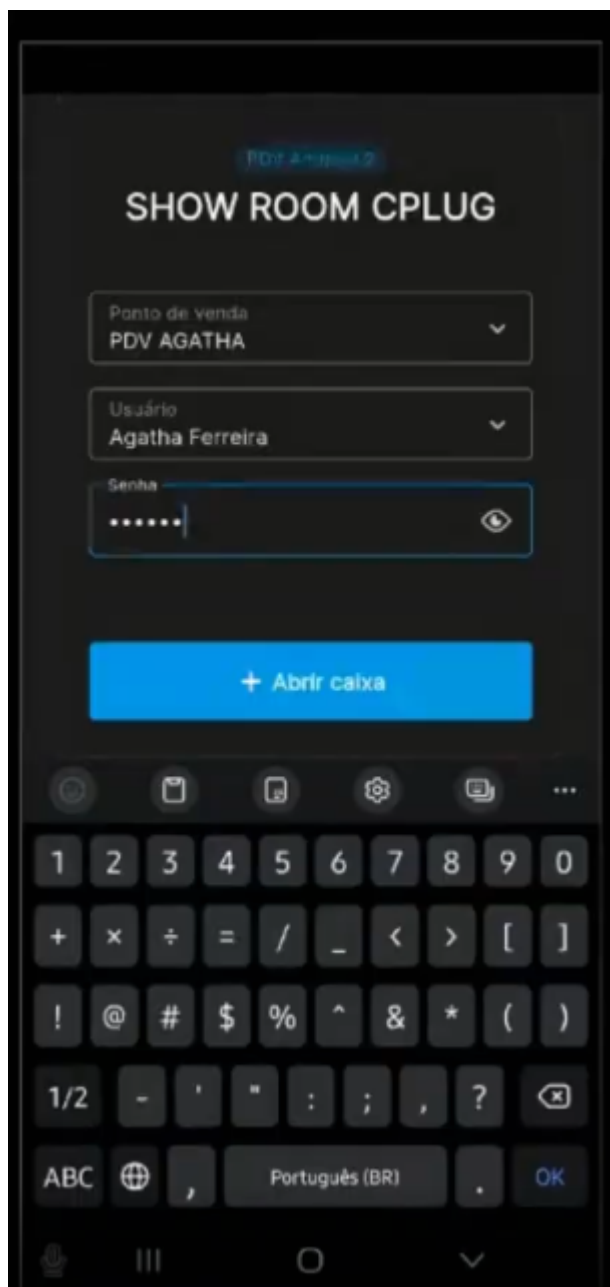 SHOW ROOM CPLUG
Ponto de venda
PDV AGATHA
Usuário
Agatha Ferreira
Senha
••••••
+ Abrir caixa
1 2 3 4 5 6 7 8 9 0
+ × ÷ = / _ < > [ ]
! @ # $ % ^ & * ( )
1/2 - ' " : ; , ?
ABC , Português (BR) . OK